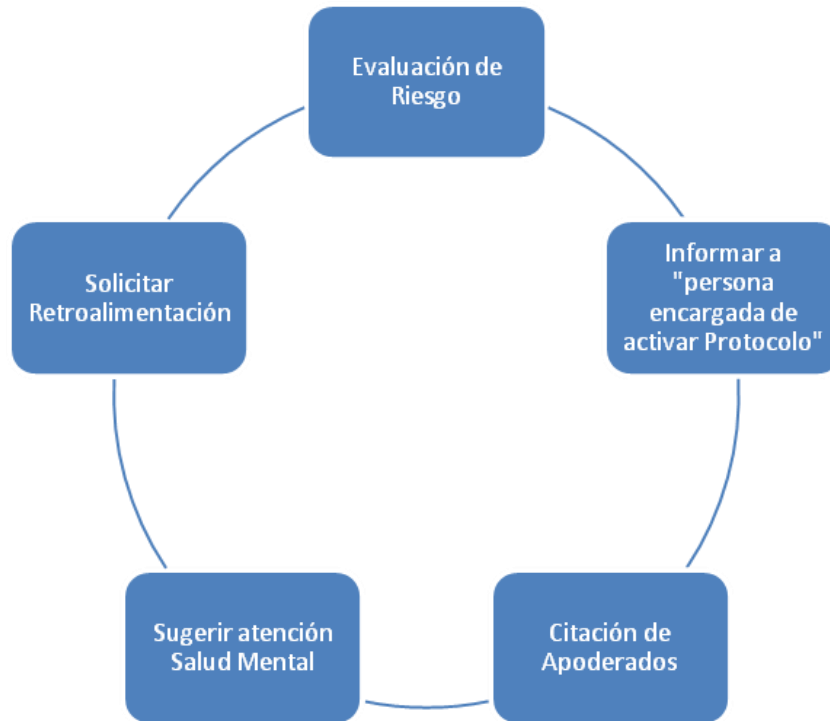 Evaluación de
Riesgo
Informar a
"persona
encargada de
activar Protocolo"
Citación de
Apoderados
Sugerir atención
Salud Mental
Solicitar
Retroalimentación